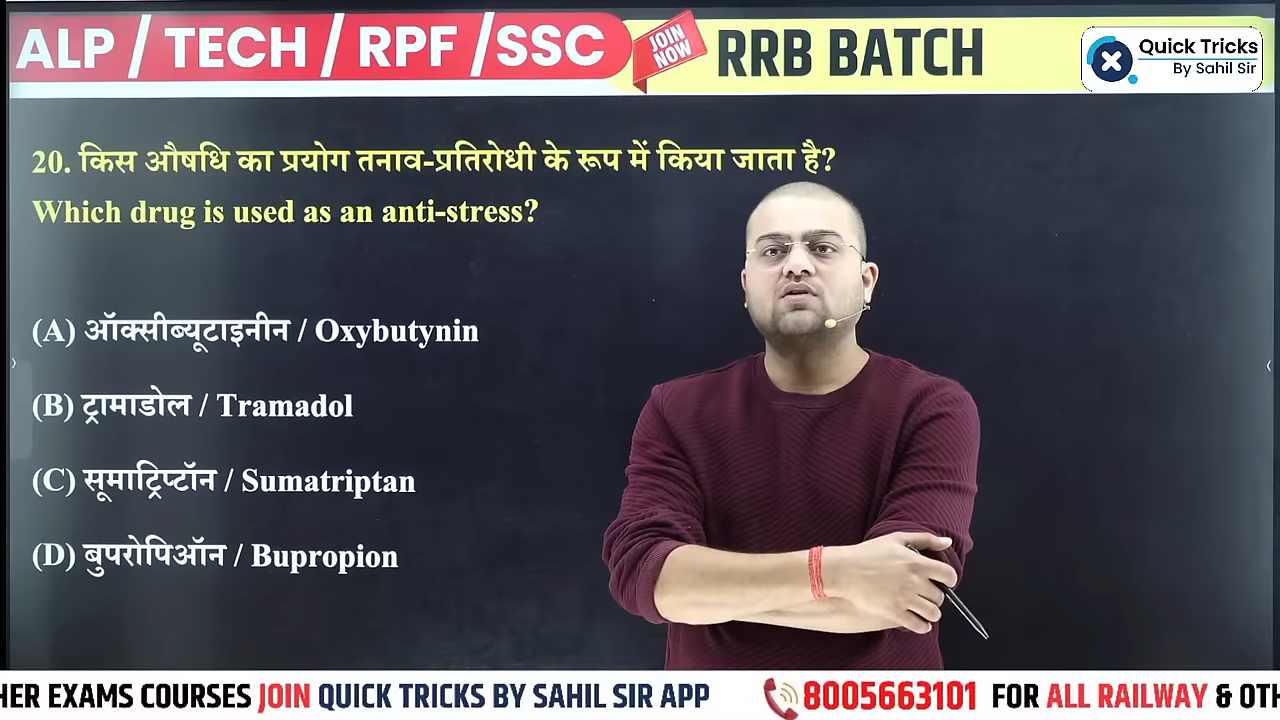 ALP / TECH / RPF / SSC
JOIN NOW
RRB BATCH
Quick Tricks
By Sahil Sir
20. किस औषधि का प्रयोग तनाव-प्रतिरोधी के रूप में किया जाता है?
Which drug is used as an anti-stress?
(A) ऑक्सीब्यूटाइनीन / Oxybutynin
(B) ट्रामाडोल / Tramadol
(C) सूमाट्रिप्टॉन / Sumatriptan
(D) बुपरोपिऑन / Bupropion
HER EXAMS COURSES JOIN QUICK TRICKS BY SAHIL SIR APP 8005663101 FOR ALL RAILWAY & OTH